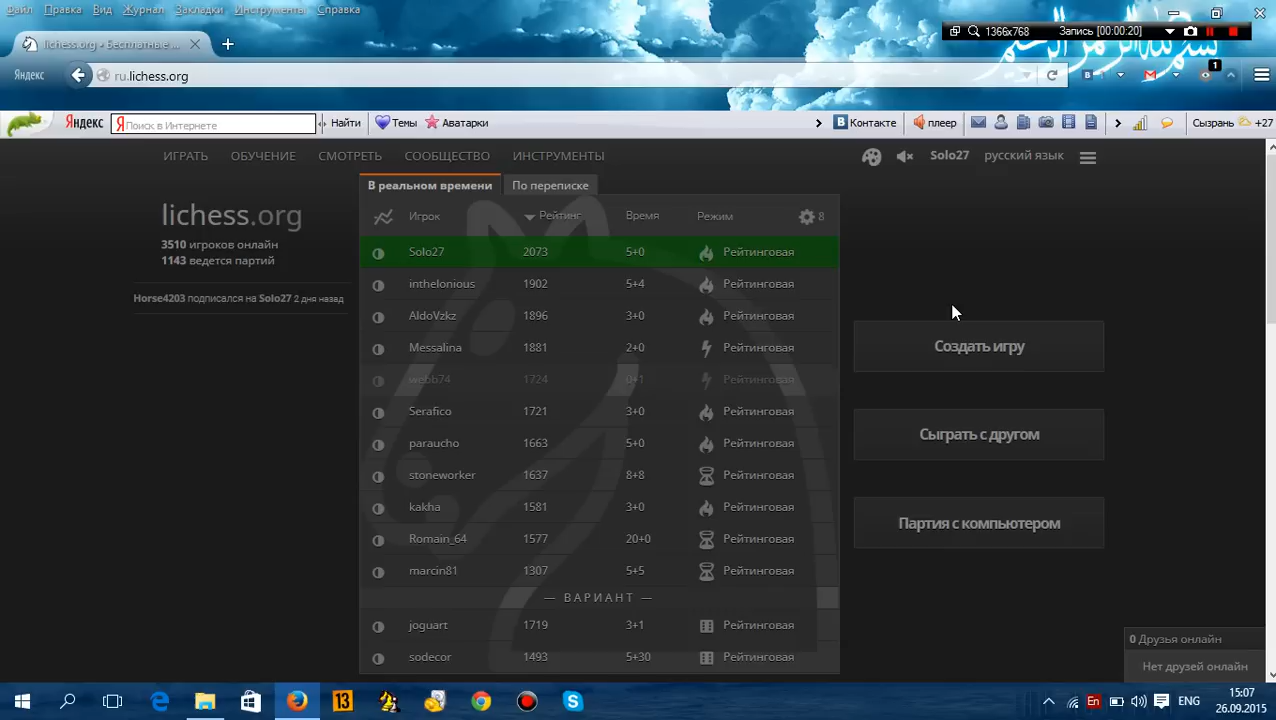 Файл Правка Вид Журнал Закладки Инструменты Справка
1366x768 Запись [00:00:20]
lichess.org • Бесплатные ...
Яндекс ru.lichess.org
1
Яндекс Поиск в Интернете Найти Темы Аватарки Контакте плеер Сызрань +27
ИГРАТЬ ОБУЧЕНИЕ СМОТРЕТЬ СООБЩЕСТВО ИНСТРУМЕНТЫ Solo27 русский язык
В реальном времени По переписке
lichess.org
3510 игроков онлайн
1143 ведется партий
Horse4203 подписался на Solo27 2 дня назад
Игрок Рейтинг Время Режим 8
Solo27 2073 5+0 Рейтинговая
inthelonious 1902 5+4 Рейтинговая
AldoVzkz 1896 3+0 Рейтинговая
Messalina 1881 2+0 Рейтинговая
webb74 1724 0+1 Рейтинговая
Serafico 1721 3+0 Рейтинговая
paraucho 1663 5+0 Рейтинговая
stoneworker 1637 8+8 Рейтинговая
kakha 1581 3+0 Рейтинговая
Romain_64 1577 20+0 Рейтинговая
marcin81 1307 5+5 Рейтинговая
— ВАРИАНТ —
joguart 1719 3+1 Рейтинговая
sodecor 1493 5+30 Рейтинговая
Создать игру
Сыграть с другом
Партия с компьютером
0 Друзья онлайн
Нет друзей онлайн
13 En ENG 15:07
26.09.2015